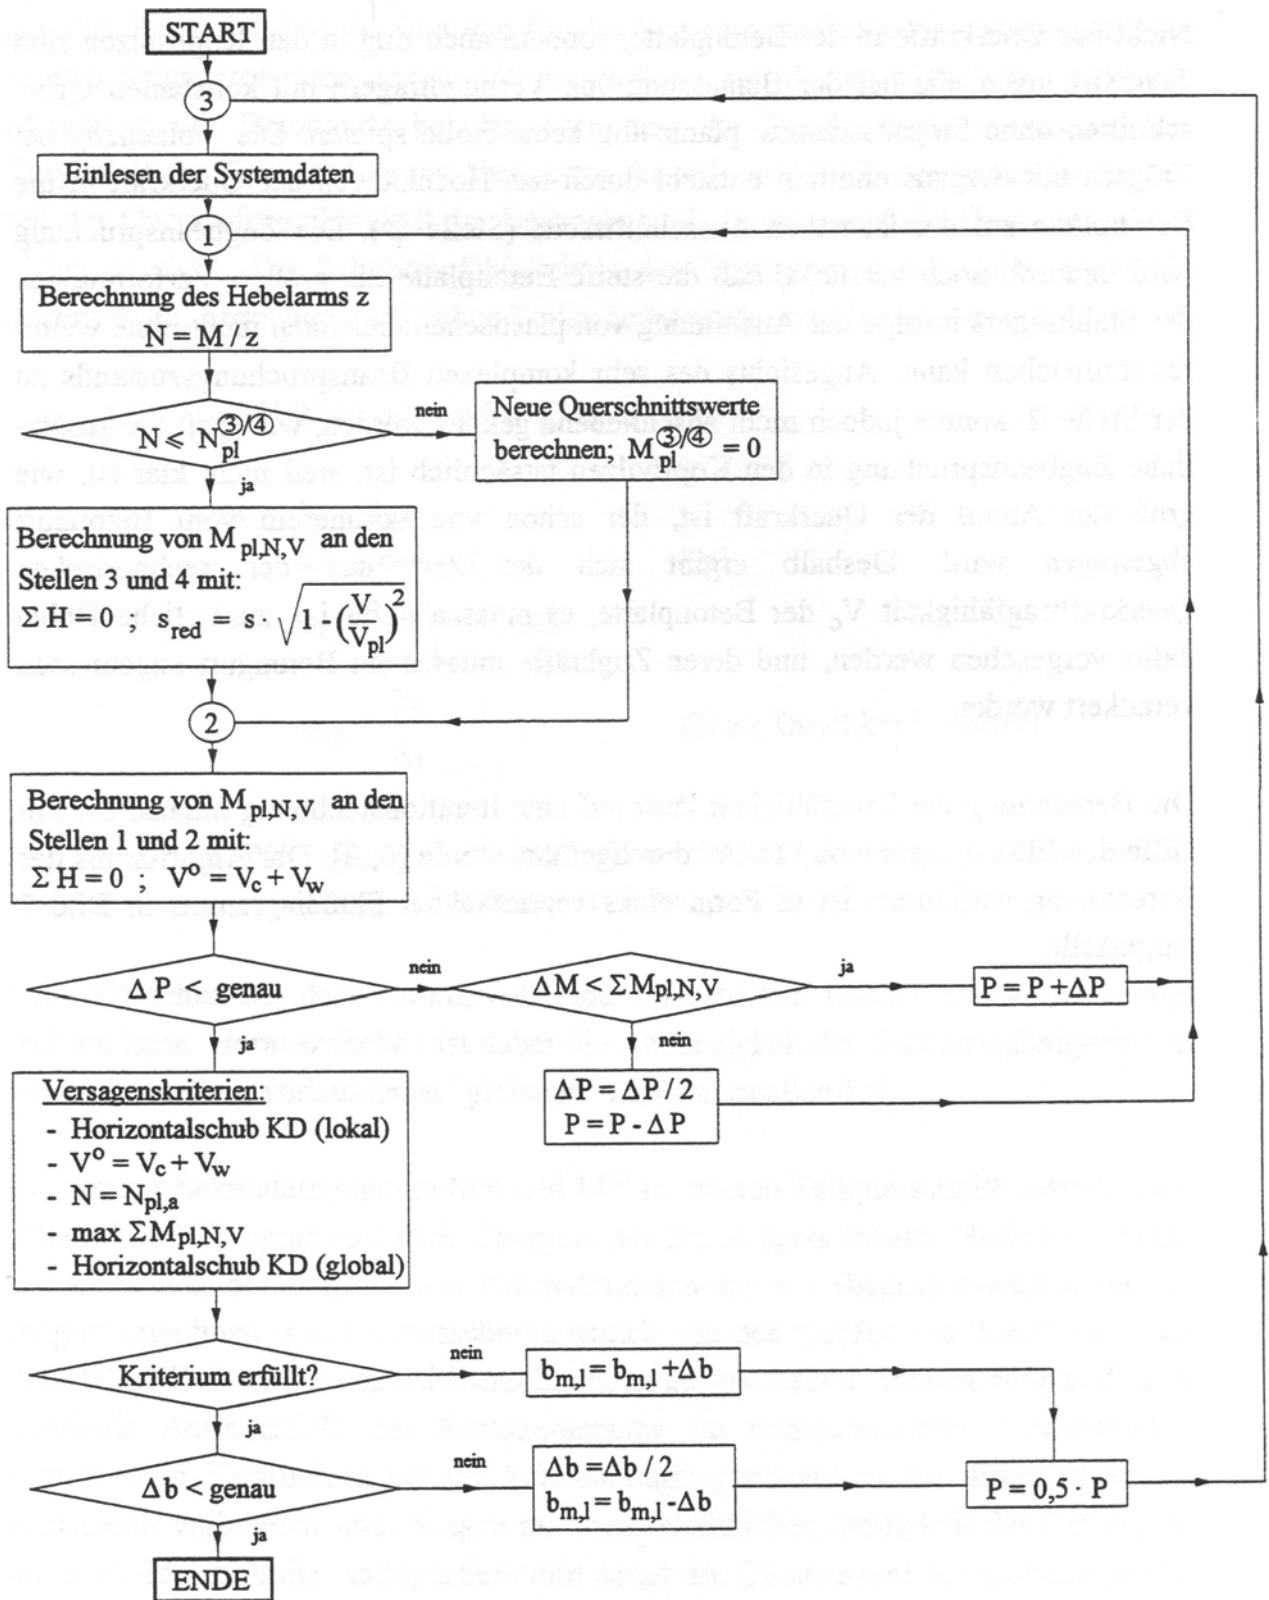 START
3
Einlesen der Systemdaten
1
Berechnung des Hebelarms z
N = M / z
N ⩽ N_pl^③/④
nein
Neue Querschnittswerte
berechnen; M_pl^③/④ = 0
ja
Berechnung von M_pl,N,V an den
Stellen 3 und 4 mit:
Σ H = 0 ; s_red = s · √(1 - (V/V_pl)²)
2
Berechnung von M_pl,N,V an den
Stellen 1 und 2 mit:
Σ H = 0 ; V^o = V_c + V_w
Δ P < genau
nein
Δ M < Σ M_pl,N,V
ja
P = P + Δ P
ja
nein
Δ P = Δ P / 2
P = P - Δ P
Versagenskriterien:
- Horizontalschub KD (lokal)
- V^o = V_c + V_w
- N = N_pl,a
- max Σ M_pl,N,V
- Horizontalschub KD (global)
Kriterium erfüllt?
nein
b_m,l = b_m,l + Δ b
ja
Δ b < genau
nein
Δ b = Δ b / 2
b_m,l = b_m,l - Δ b
P = 0,5 · P
ja
ENDE